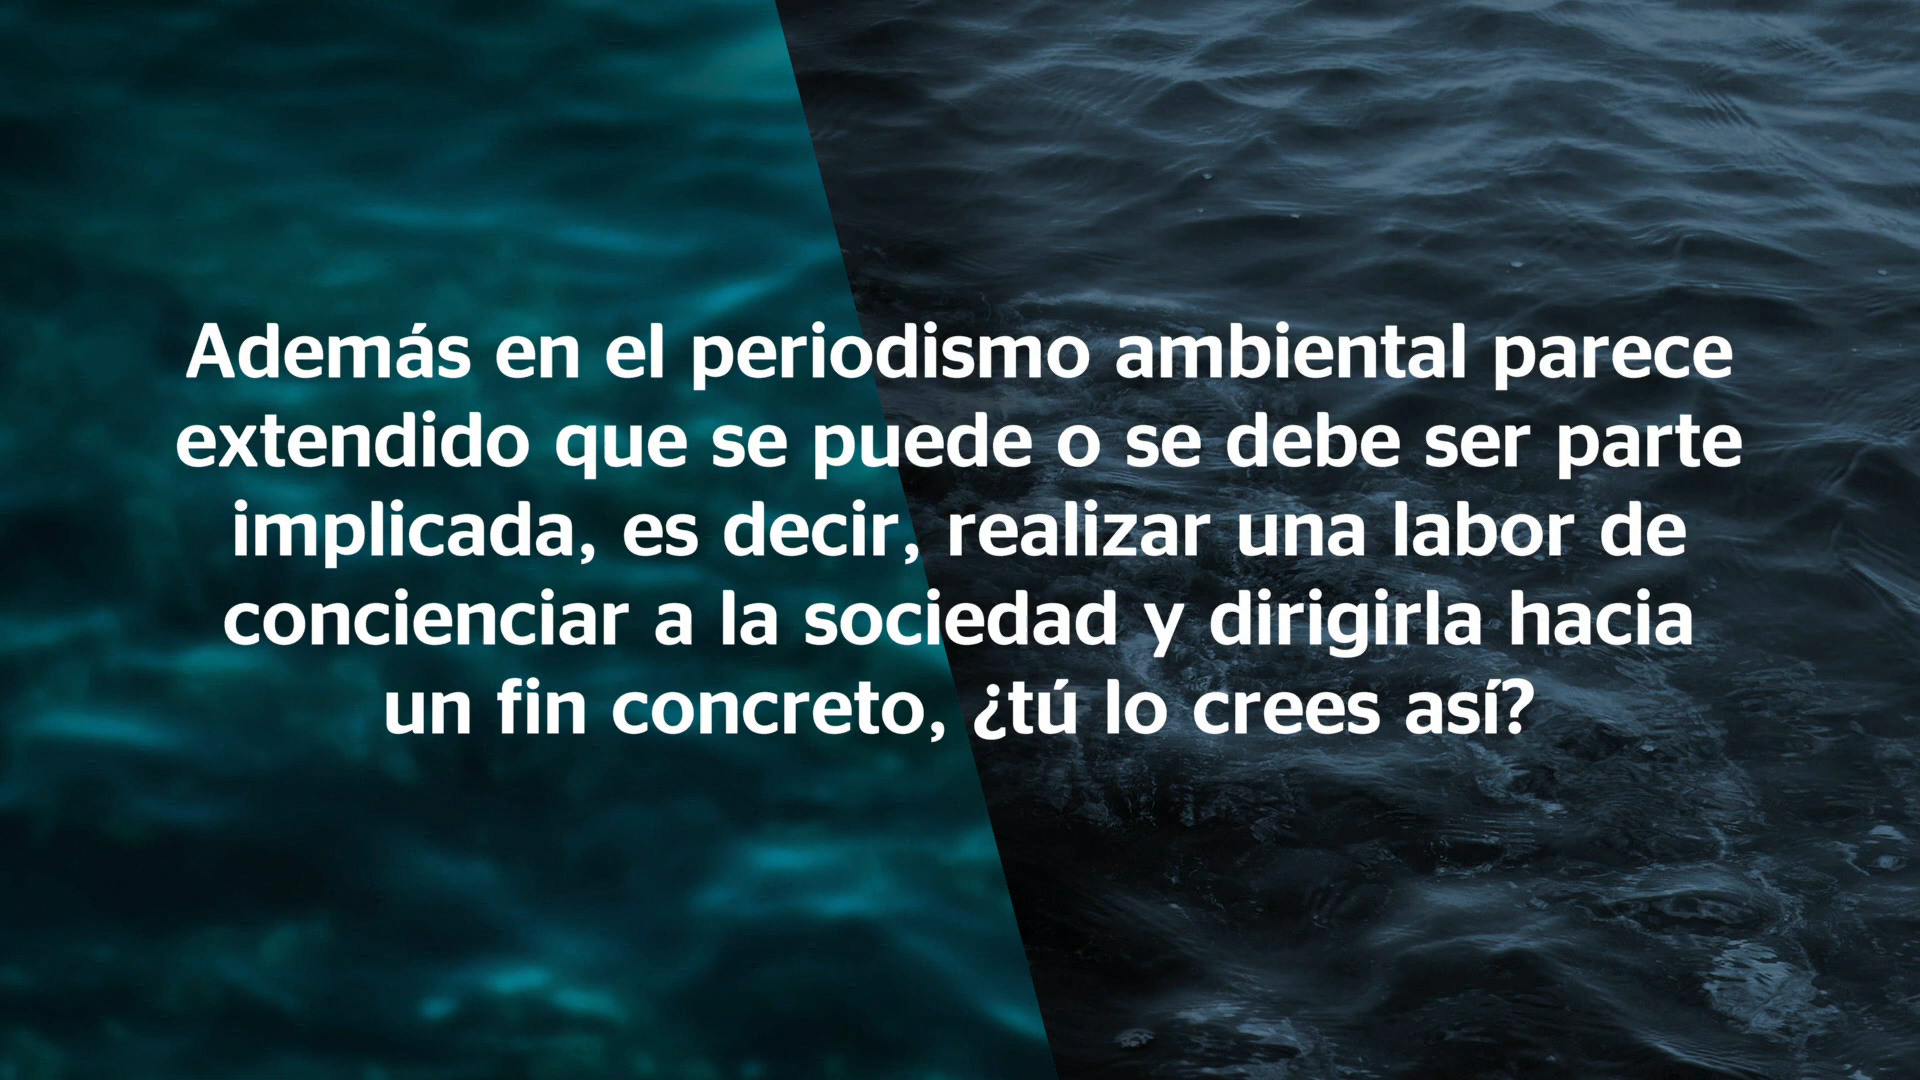 Además en el periodismo ambiental parece
extendido que se puede o se debe ser parte
implicada, es decir, realizar una labor de
concienciar a la sociedad y dirigirla hacia
un fin concreto, ¿tú lo crees así?